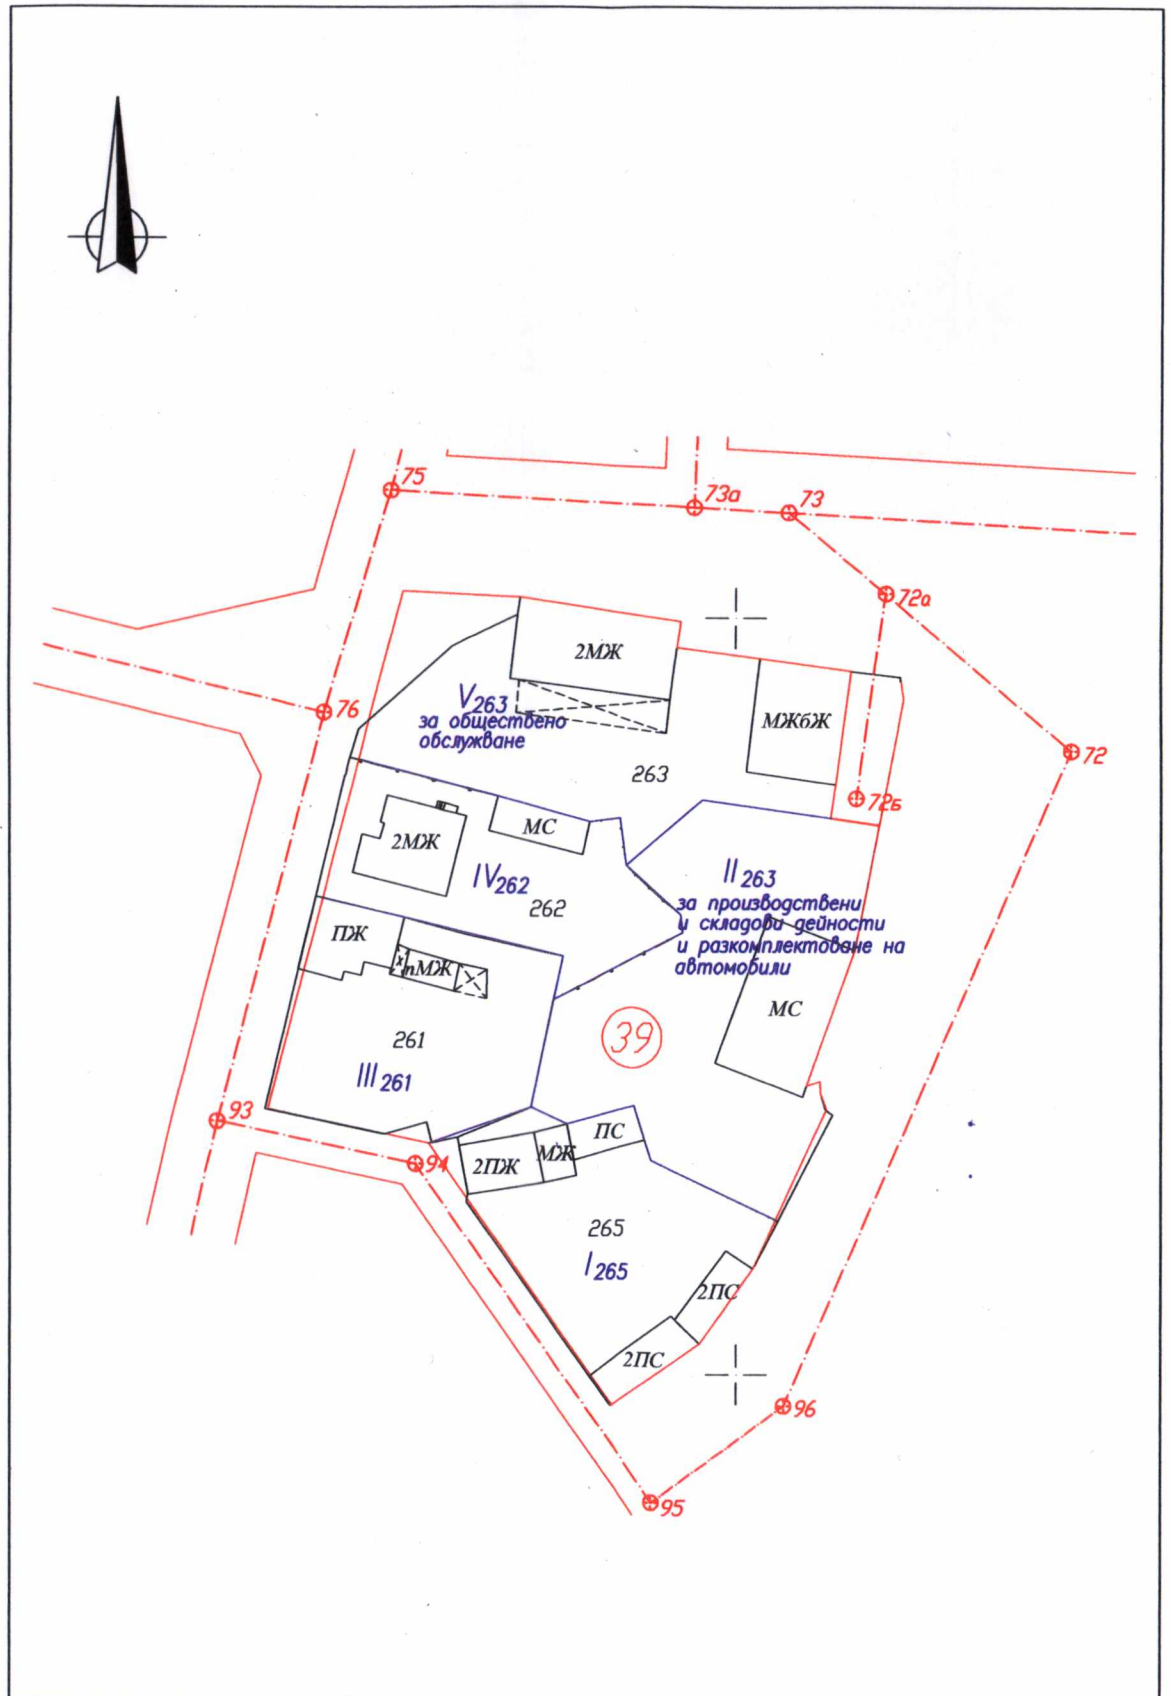 75
73а
73
72а
2МЖ
76
V263
за обществено
обслужване
МЖбЖ
72
263
72б
МС
2МЖ
IV262
262
II263
за производствени
и складови дейности
и разкомплектоване на
автомобили
ПЖ
х
пМЖ
МС
39
261
III261
93
ПС
94
2ПЖ
МЖ
265
I265
2ПС
2ПС
96
95